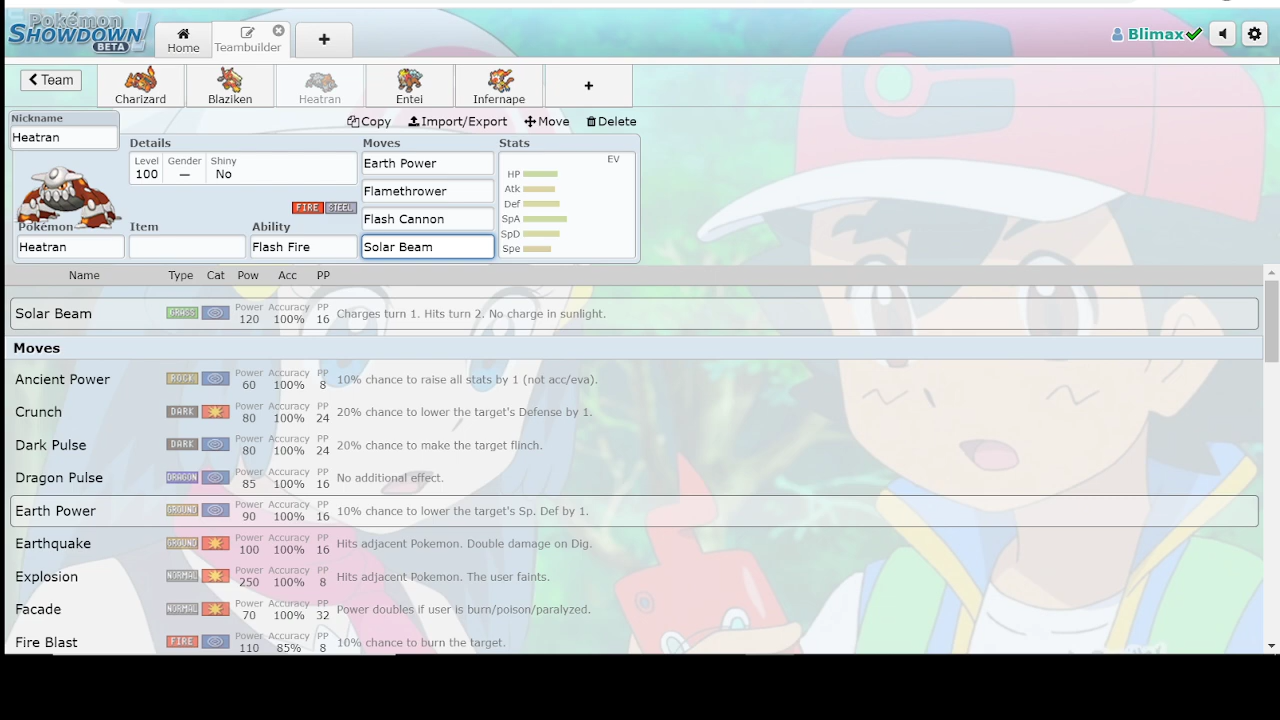 Pokémon
SHOWDOWN!
BETA
Home
Teambuilder
+
Blimax
Team
Charizard
Blaziken
Heatran
Entei
Infernape
+
Nickname
Heatran
Copy Import/Export Move Delete
Details
Level Gender Shiny
100 — No
FIRE STEEL
Pokémon
Heatran
Item
Ability
Flash Fire
Moves
Earth Power
Flamethrower
Flash Cannon
Solar Beam
Stats
EV
HP
Atk
Def
SpA
SpD
Spe
Name Type Cat Pow Acc PP
Solar Beam GRASS Power 120 Accuracy 100% PP 16 Charges turn 1. Hits turn 2. No charge in sunlight.
Moves
Ancient Power ROCK Power 60 Accuracy 100% PP 8 10% chance to raise all stats by 1 (not acc/eva).
Crunch DARK Power 80 Accuracy 100% PP 24 20% chance to lower the target's Defense by 1.
Dark Pulse DARK Power 80 Accuracy 100% PP 24 20% chance to make the target flinch.
Dragon Pulse DRAGON Power 85 Accuracy 100% PP 16 No additional effect.
Earth Power GROUND Power 90 Accuracy 100% PP 16 10% chance to lower the target's Sp. Def by 1.
Earthquake GROUND Power 100 Accuracy 100% PP 16 Hits adjacent Pokemon. Double damage on Dig.
Explosion NORMAL Power 250 Accuracy 100% PP 8 Hits adjacent Pokemon. The user faints.
Facade NORMAL Power 70 Accuracy 100% PP 32 Power doubles if user is burn/poison/paralyzed.
Fire Blast FIRE Power 110 Accuracy 85% PP 8 10% chance to burn the target.